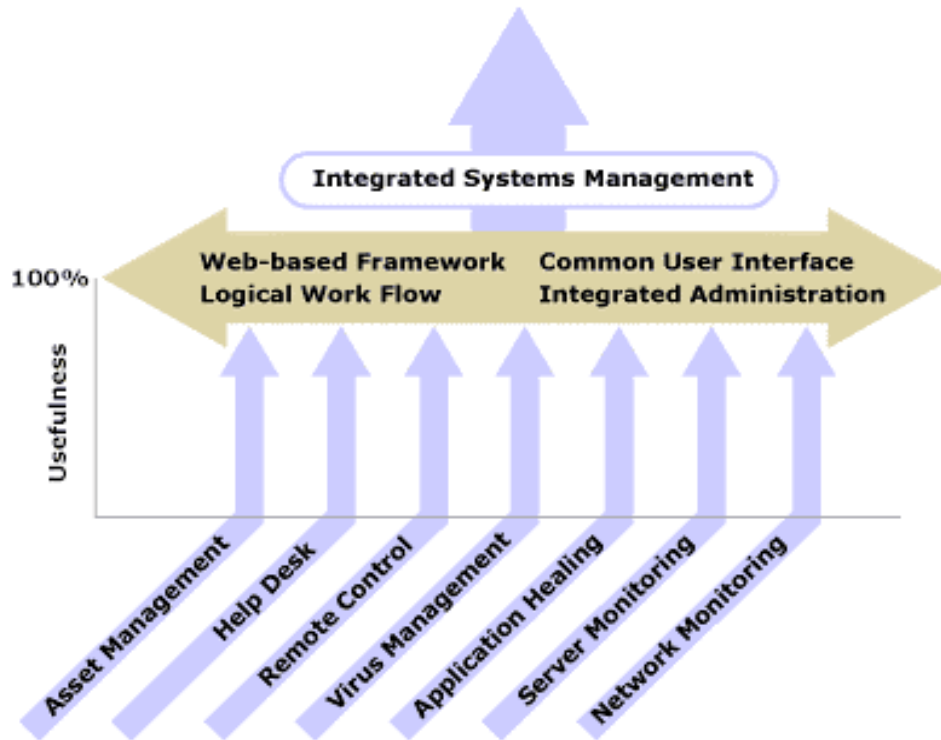 Integrated Systems Management
Web-based Framework
Logical Work Flow
Common User Interface
Integrated Administration
100%
Usefulness
Asset Management
Help Desk
Remote Control
Virus Management
Application Healing
Server Monitoring
Network Monitoring